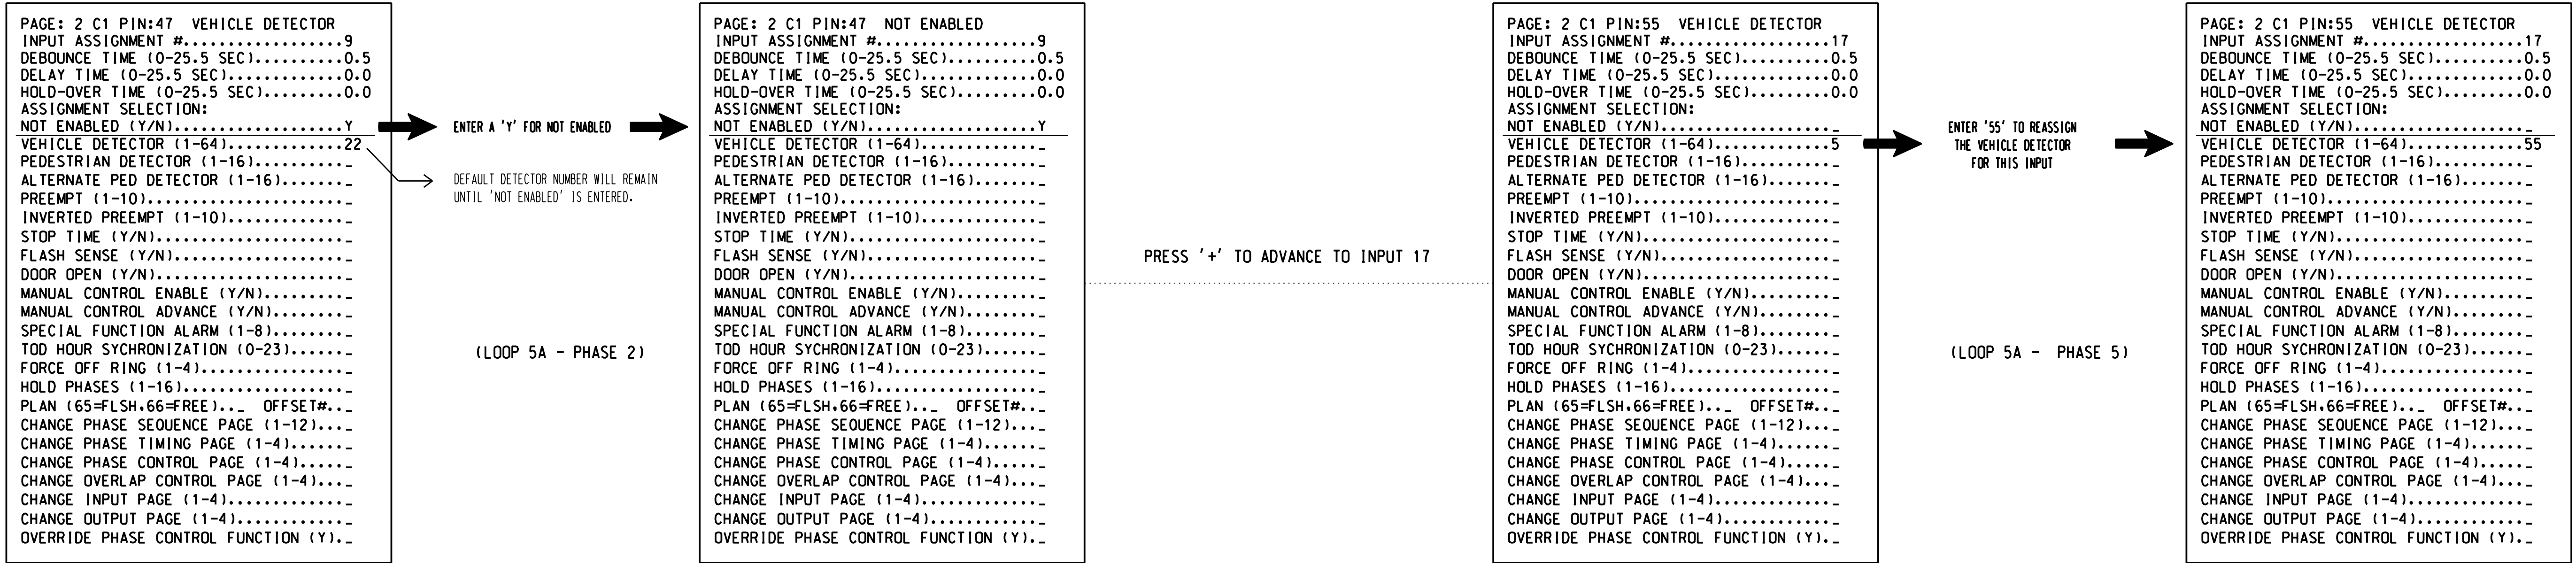 PAGE: 2 C1 PIN:47 VEHICLE DETECTOR
INPUT ASSIGNMENT #..................9
DEBOUNCE TIME (0-25.5 SEC)..........0.5
DELAY TIME (0-25.5 SEC).............0.0
HOLD-OVER TIME (0-25.5 SEC).........0.0
ASSIGNMENT SELECTION:
NOT ENABLED (Y/N)...................Y
VEHICLE DETECTOR (1-64).............22
PEDESTRIAN DETECTOR (1-16).........._
ALTERNATE PED DETECTOR (1-16)......._
PREEMPT (1-10)......................_
INVERTED PREEMPT (1-10)............._
STOP TIME (Y/N)....................._
FLASH SENSE (Y/N)..................._
DOOR OPEN (Y/N)....................._
MANUAL CONTROL ENABLE (Y/N)........._
MANUAL CONTROL ADVANCE (Y/N)........_
SPECIAL FUNCTION ALARM (1-8)........_
TOD HOUR SYCHRONIZATION (0-23)......_
FORCE OFF RING (1-4)................_
HOLD PHASES (1-16).................._
PLAN (65=FLSH,66=FREE).._ OFFSET#.._
CHANGE PHASE SEQUENCE PAGE (1-12)..._
CHANGE PHASE TIMING PAGE (1-4)......_
CHANGE PHASE CONTROL PAGE (1-4)....._
CHANGE OVERLAP CONTROL PAGE (1-4)..._
CHANGE INPUT PAGE (1-4)............._
CHANGE OUTPUT PAGE (1-4)............_
OVERRIDE PHASE CONTROL FUNCTION (Y)._
ENTER A 'Y' FOR NOT ENABLED
DEFAULT DETECTOR NUMBER WILL REMAIN
UNTIL 'NOT ENABLED' IS ENTERED.
(LOOP 5A - PHASE 2)
PAGE: 2 C1 PIN:47 NOT ENABLED
INPUT ASSIGNMENT #..................9
DEBOUNCE TIME (0-25.5 SEC)..........0.5
DELAY TIME (0-25.5 SEC).............0.0
HOLD-OVER TIME (0-25.5 SEC).........0.0
ASSIGNMENT SELECTION:
NOT ENABLED (Y/N)...................Y
VEHICLE DETECTOR (1-64)............._
PEDESTRIAN DETECTOR (1-16).........._
ALTERNATE PED DETECTOR (1-16)......._
PREEMPT (1-10)......................_
INVERTED PREEMPT (1-10)............._
STOP TIME (Y/N)....................._
FLASH SENSE (Y/N)..................._
DOOR OPEN (Y/N)....................._
MANUAL CONTROL ENABLE (Y/N)........._
MANUAL CONTROL ADVANCE (Y/N)........_
SPECIAL FUNCTION ALARM (1-8)........_
TOD HOUR SYCHRONIZATION (0-23)......_
FORCE OFF RING (1-4)................_
HOLD PHASES (1-16).................._
PLAN (65=FLSH,66=FREE).._ OFFSET#.._
CHANGE PHASE SEQUENCE PAGE (1-12)..._
CHANGE PHASE TIMING PAGE (1-4)......_
CHANGE PHASE CONTROL PAGE (1-4)....._
CHANGE OVERLAP CONTROL PAGE (1-4)..._
CHANGE INPUT PAGE (1-4)............._
CHANGE OUTPUT PAGE (1-4)............_
OVERRIDE PHASE CONTROL FUNCTION (Y)._
PRESS '+' TO ADVANCE TO INPUT 17
PAGE: 2 C1 PIN:55 VEHICLE DETECTOR
INPUT ASSIGNMENT #..................17
DEBOUNCE TIME (0-25.5 SEC)..........0.5
DELAY TIME (0-25.5 SEC).............0.0
HOLD-OVER TIME (0-25.5 SEC).........0.0
ASSIGNMENT SELECTION:
NOT ENABLED (Y/N)..................._
VEHICLE DETECTOR (1-64).............5
PEDESTRIAN DETECTOR (1-16).........._
ALTERNATE PED DETECTOR (1-16)......._
PREEMPT (1-10)......................_
INVERTED PREEMPT (1-10)............._
STOP TIME (Y/N)....................._
FLASH SENSE (Y/N)..................._
DOOR OPEN (Y/N)....................._
MANUAL CONTROL ENABLE (Y/N)........._
MANUAL CONTROL ADVANCE (Y/N)........_
SPECIAL FUNCTION ALARM (1-8)........_
TOD HOUR SYCHRONIZATION (0-23)......_
FORCE OFF RING (1-4)................_
HOLD PHASES (1-16).................._
PLAN (65=FLSH,66=FREE).._ OFFSET#.._
CHANGE PHASE SEQUENCE PAGE (1-12)..._
CHANGE PHASE TIMING PAGE (1-4)......_
CHANGE PHASE CONTROL PAGE (1-4)....._
CHANGE OVERLAP CONTROL PAGE (1-4)..._
CHANGE INPUT PAGE (1-4)............._
CHANGE OUTPUT PAGE (1-4)............_
OVERRIDE PHASE CONTROL FUNCTION (Y)._
ENTER '55' TO REASSIGN
THE VEHICLE DETECTOR
FOR THIS INPUT
(LOOP 5A - PHASE 5)
PAGE: 2 C1 PIN:55 VEHICLE DETECTOR
INPUT ASSIGNMENT #..................17
DEBOUNCE TIME (0-25.5 SEC)..........0.5
DELAY TIME (0-25.5 SEC).............0.0
HOLD-OVER TIME (0-25.5 SEC).........0.0
ASSIGNMENT SELECTION:
NOT ENABLED (Y/N)..................._
VEHICLE DETECTOR (1-64).............55
PEDESTRIAN DETECTOR (1-16).........._
ALTERNATE PED DETECTOR (1-16)......._
PREEMPT (1-10)......................_
INVERTED PREEMPT (1-10)............._
STOP TIME (Y/N)....................._
FLASH SENSE (Y/N)..................._
DOOR OPEN (Y/N)....................._
MANUAL CONTROL ENABLE (Y/N)........._
MANUAL CONTROL ADVANCE (Y/N)........_
SPECIAL FUNCTION ALARM (1-8)........_
TOD HOUR SYCHRONIZATION (0-23)......_
FORCE OFF RING (1-4)................_
HOLD PHASES (1-16).................._
PLAN (65=FLSH,66=FREE).._ OFFSET#.._
CHANGE PHASE SEQUENCE PAGE (1-12)..._
CHANGE PHASE TIMING PAGE (1-4)......_
CHANGE PHASE CONTROL PAGE (1-4)....._
CHANGE OVERLAP CONTROL PAGE (1-4)..._
CHANGE INPUT PAGE (1-4)............._
CHANGE OUTPUT PAGE (1-4)............_
OVERRIDE PHASE CONTROL FUNCTION (Y)._